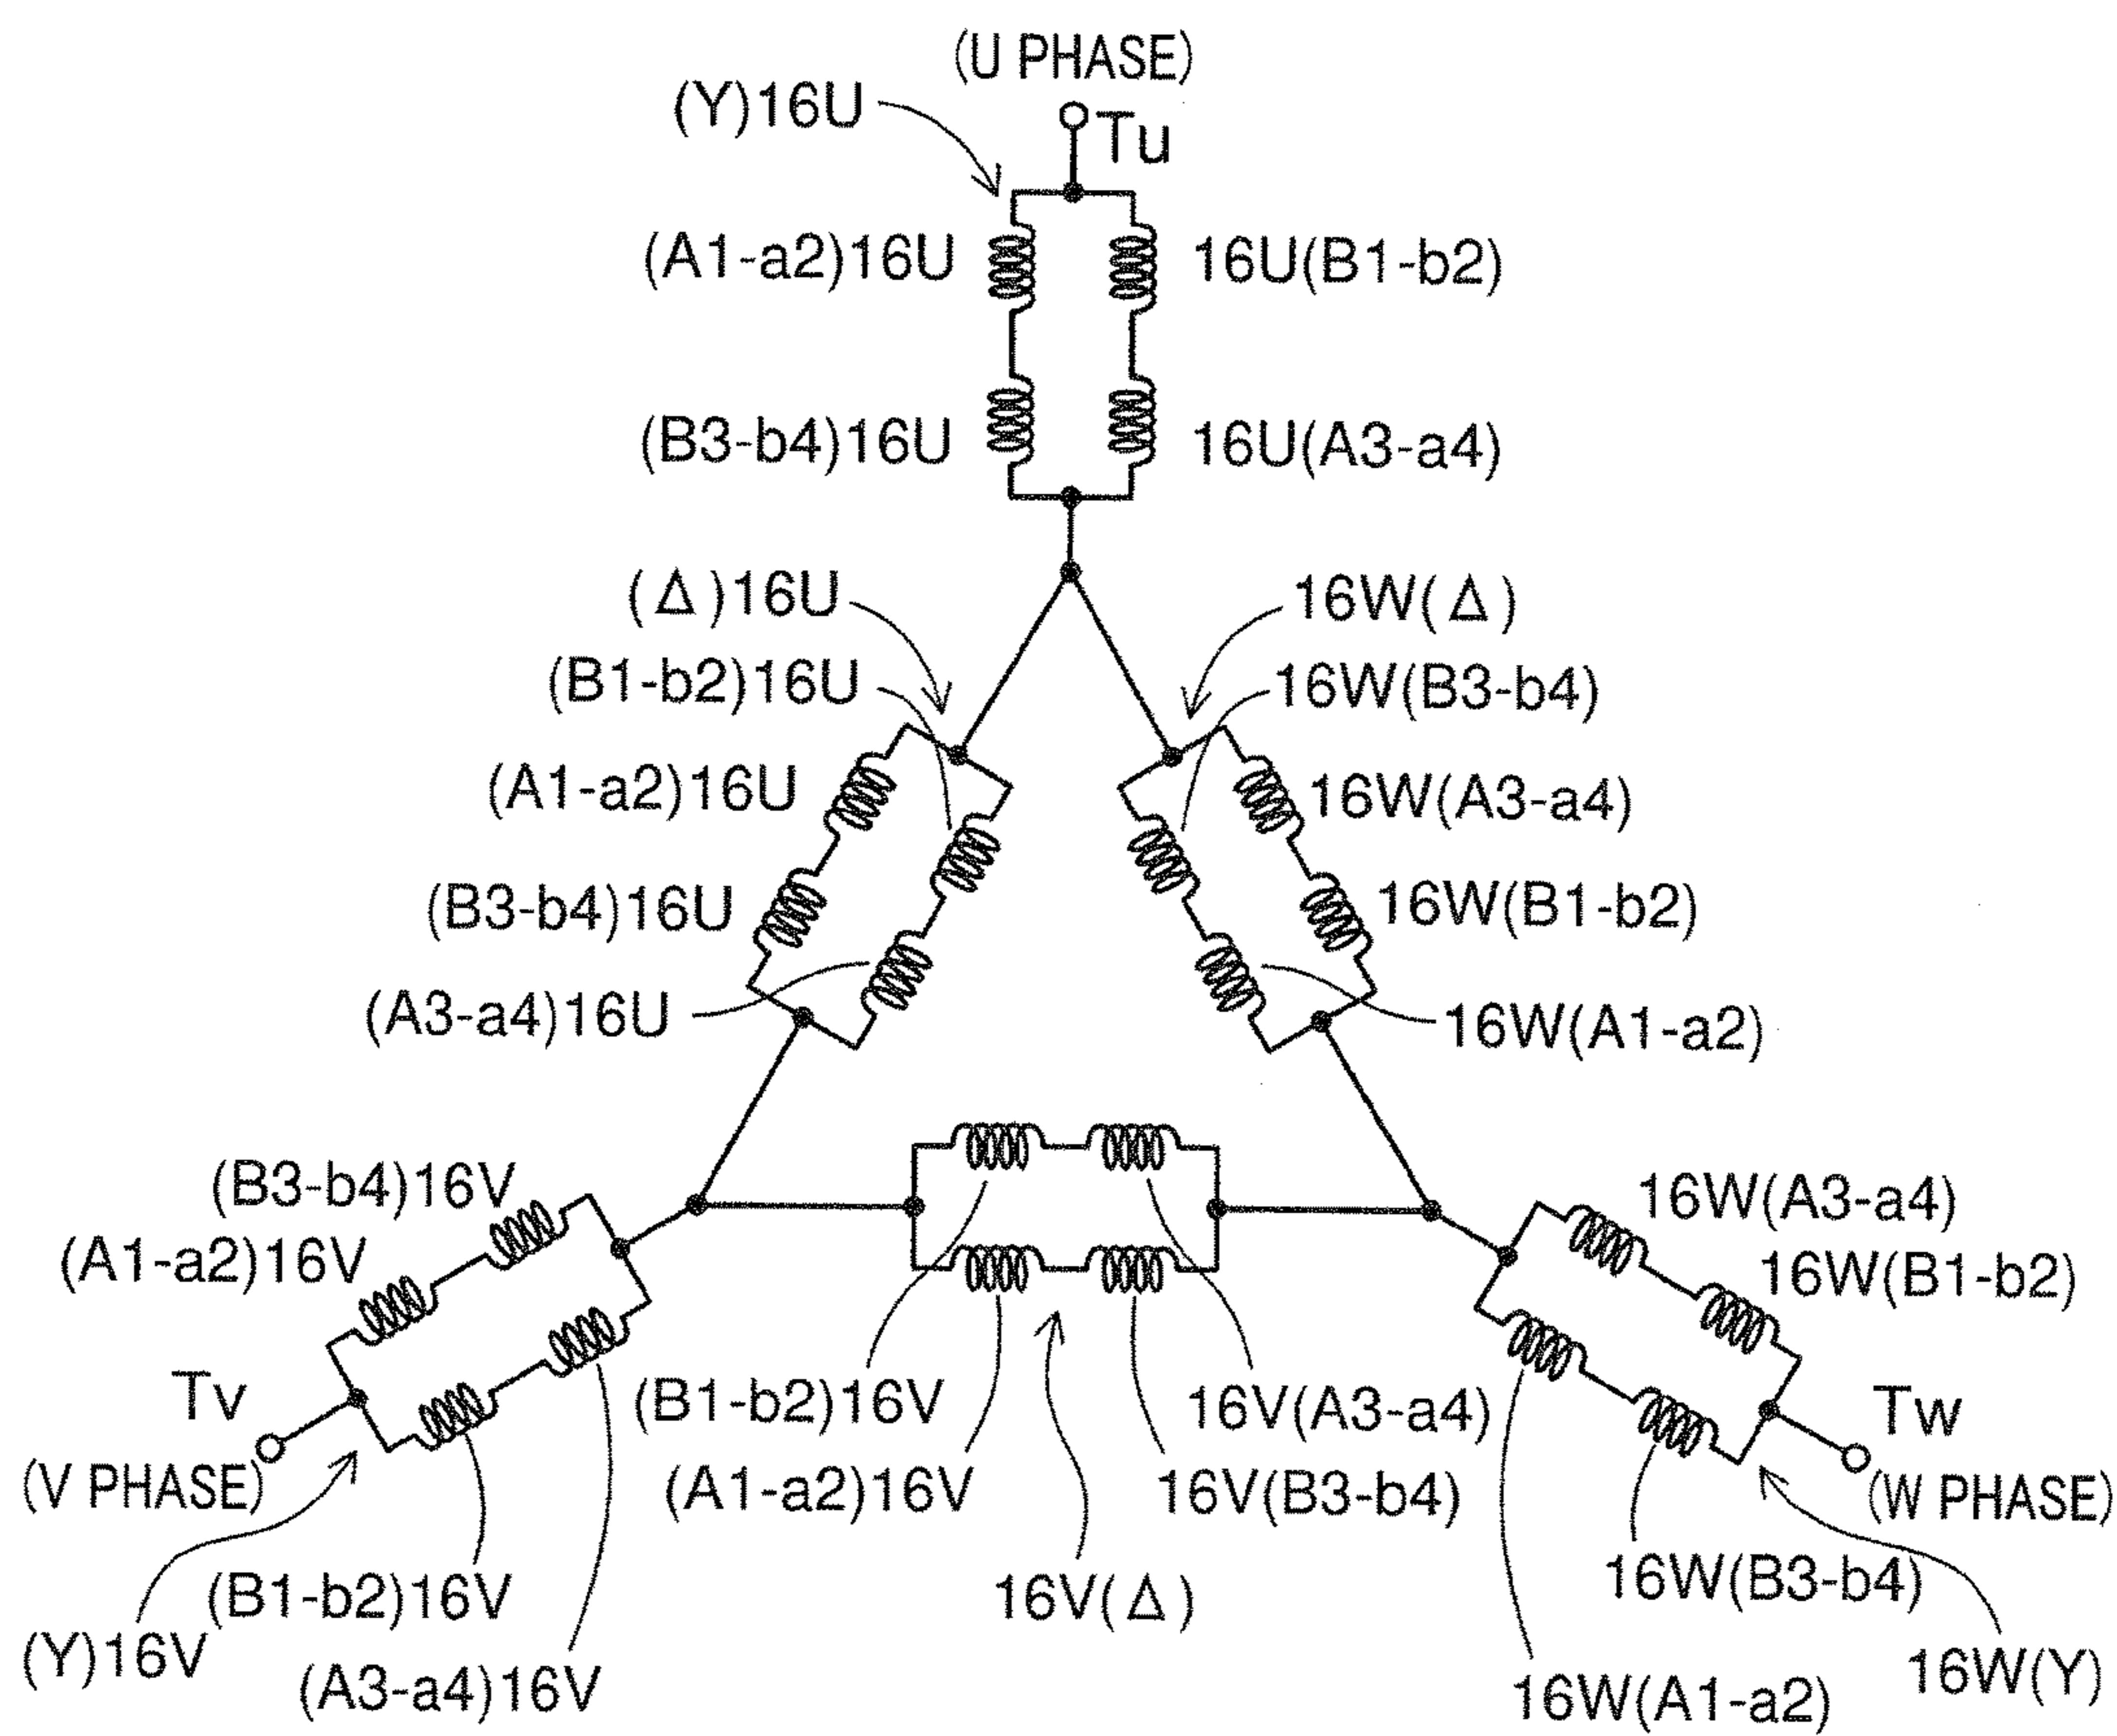 (U PHASE)
(Y)16U
Tu
(A1-a2)16U
16U(B1-b2)
(B3-b4)16U
16U(A3-a4)
(Δ)16U
16W(Δ)
(B1-b2)16U
16W(B3-b4)
(A1-a2)16U
16W(A3-a4)
(B3-b4)16U
16W(B1-b2)
(A3-a4)16U
16W(A1-a2)
(B3-b4)16V
16W(A3-a4)
(A1-a2)16V
16W(B1-b2)
Tv
(B1-b2)16V
16V(A3-a4)
Tw
(V PHASE)
(A1-a2)16V
16V(B3-b4)
(W PHASE)
(B1-b2)16V
16V(Δ)
16W(B3-b4)
(Y)16V
(A3-a4)16V
16W(A1-a2)
16W(Y)